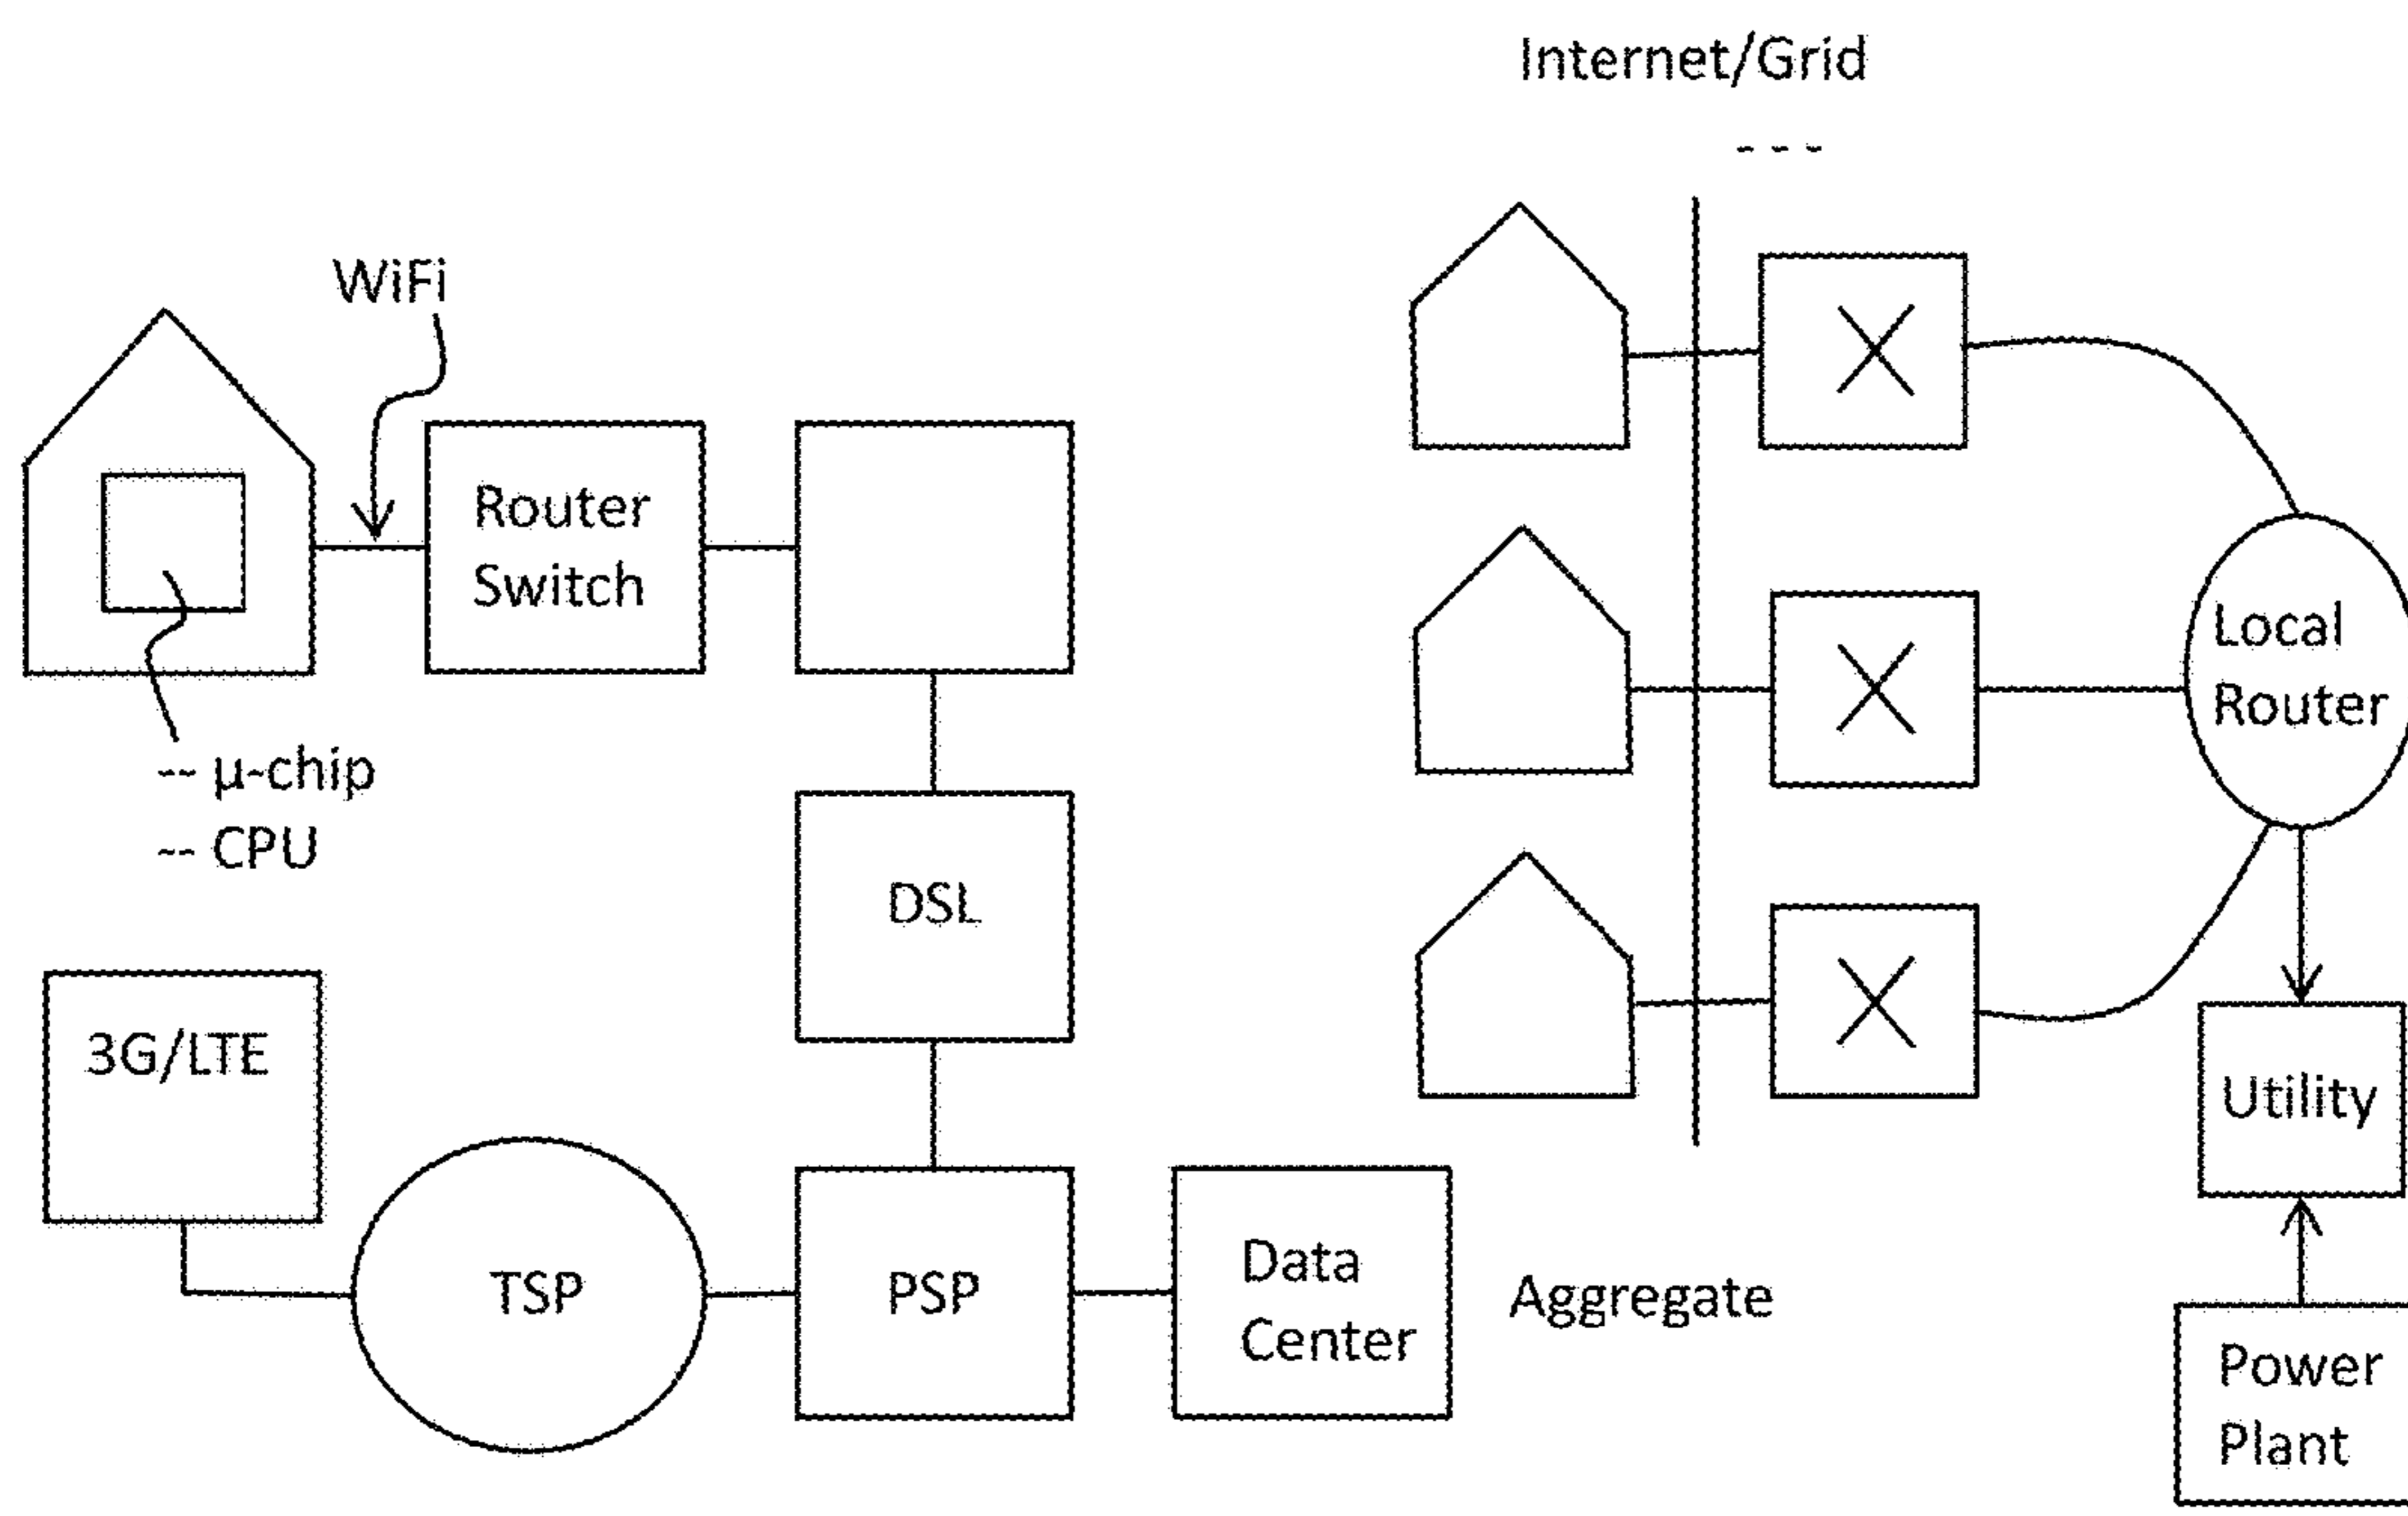 Internet/Grid
- - -
WiFi
Router
Switch
-- µ-chip
-- CPU
DSL
3G/LTE
TSP
PSP
Data
Center
Aggregate
Local
Router
Utility
Power
Plant